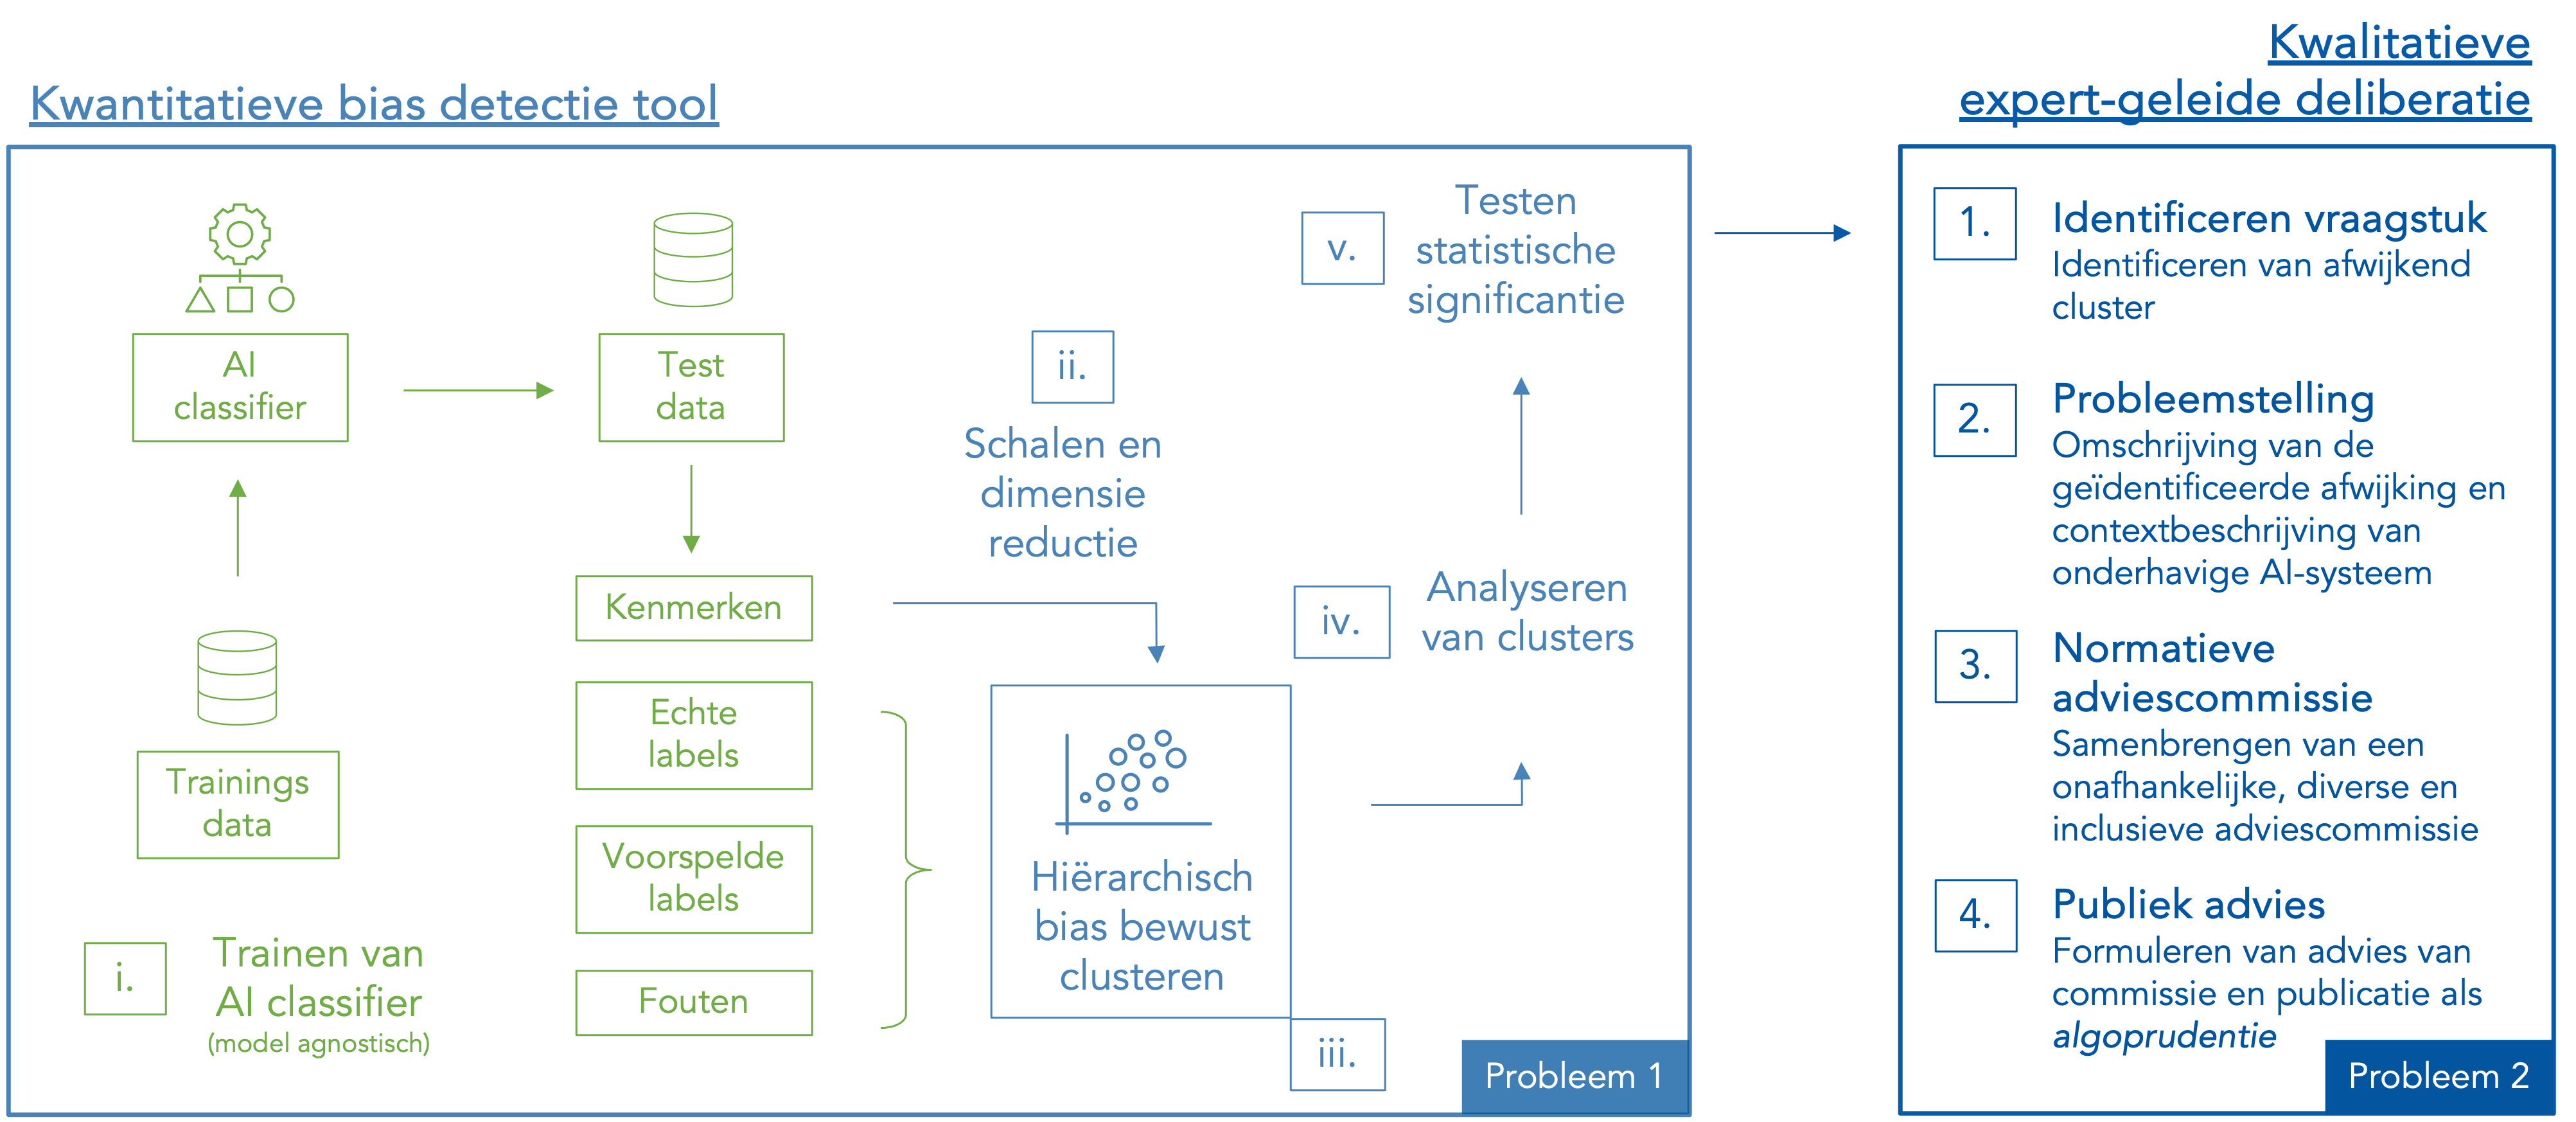 Kwantitatieve bias detectie tool
AI
classifier
Test
data
Trainings
data
i.
Trainen van
AI classifier
(model agnostisch)
Kenmerken
Echte
labels
Voorspelde
labels
Fouten
ii.
Schalen en
dimensie
reductie
Hiërarchisch
bias bewust
clusteren
iii.
iv.
Analyseren
van clusters
v.
Testen
statistische
significantie
Probleem 1
Kwalitatieve
expert-geleide deliberatie
1.
Identificeren vraagstuk
Identificeren van afwijkend
cluster
2.
Probleemstelling
Omschrijving van de
geïdentificeerde afwijking en
contextbeschrijving van
onderhavige AI-systeem
3.
Normatieve
adviescommissie
Samenbrengen van een
onafhankelijke, diverse en
inclusieve adviescommissie
4.
Publiek advies
Formuleren van advies van
commissie en publicatie als
algoprudentie
Probleem 2